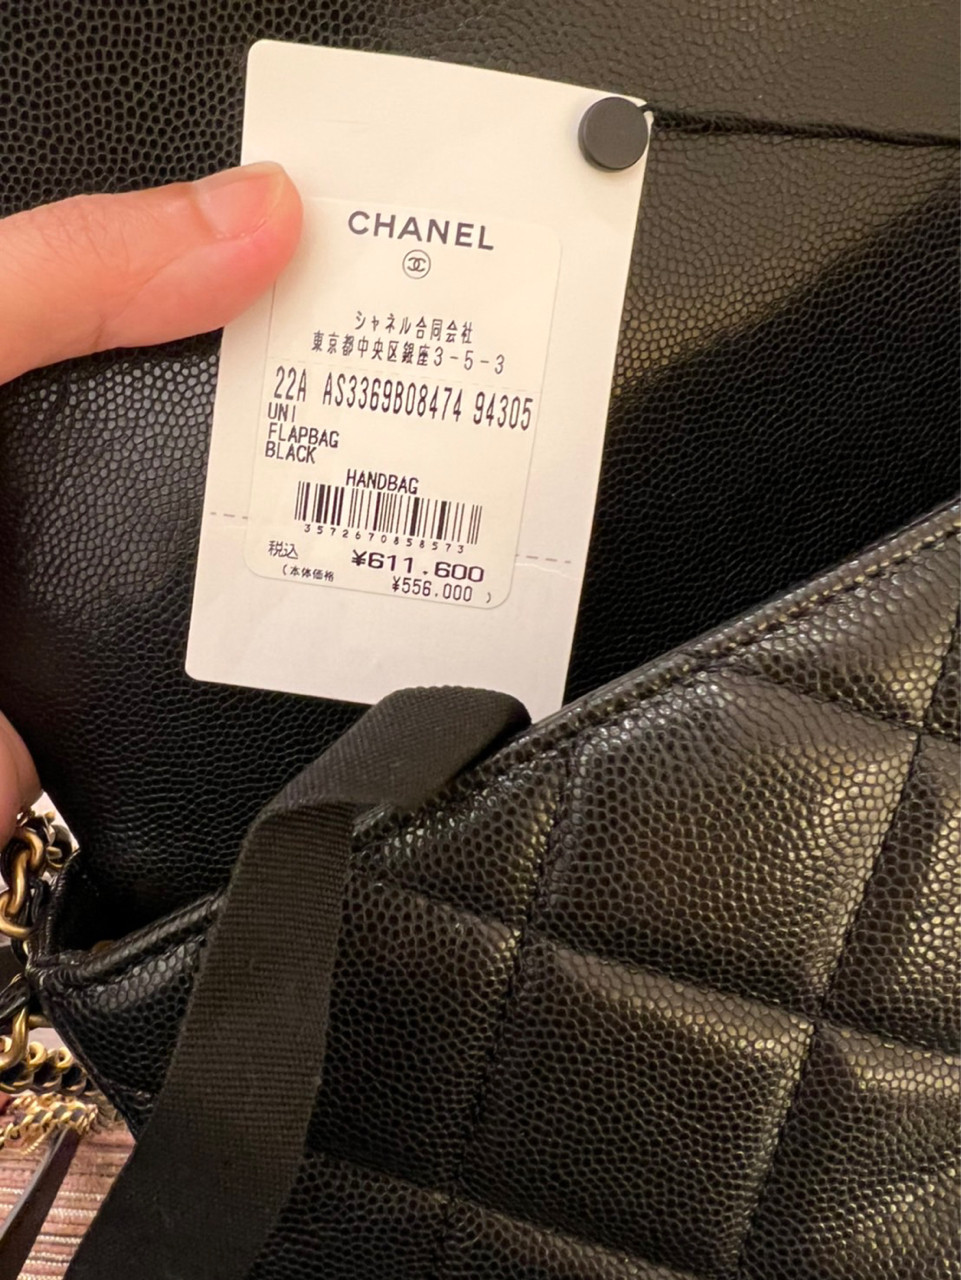 CHANEL
シャネル合同会社
東京都中央区銀座3-5-3
22A AS3369B08474 94305
UNI
FLAPBAG
BLACK
HANDBAG
3572670858573
税込 ¥611.600
(本体価格 ¥556.000 )